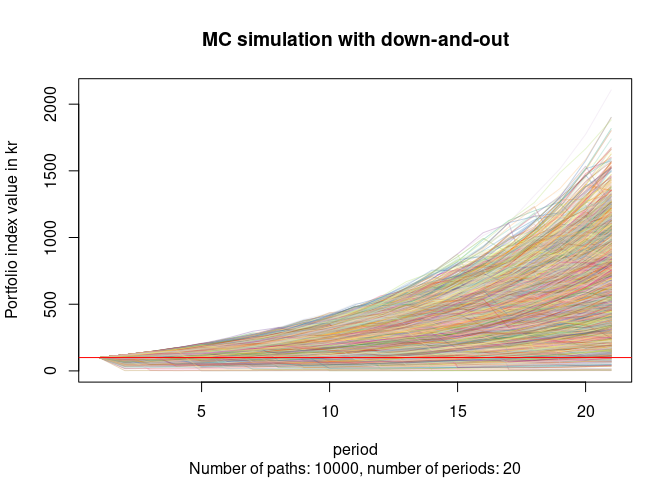 MC simulation with down-and-out
Portfolio index value in kr
2000
1500
1000
500
0
5 10 15 20
period
Number of paths: 10000, number of periods: 20